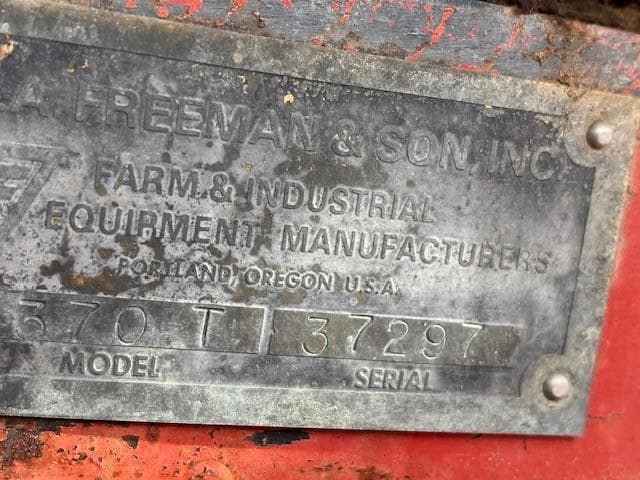 .A. FREEMAN & SON, INC
FARM & INDUSTRIAL
EQUIPMENT MANUFACTURERS
PORTLAND, OREGON U.S.A.
370 T 37297
MODEL SERIAL